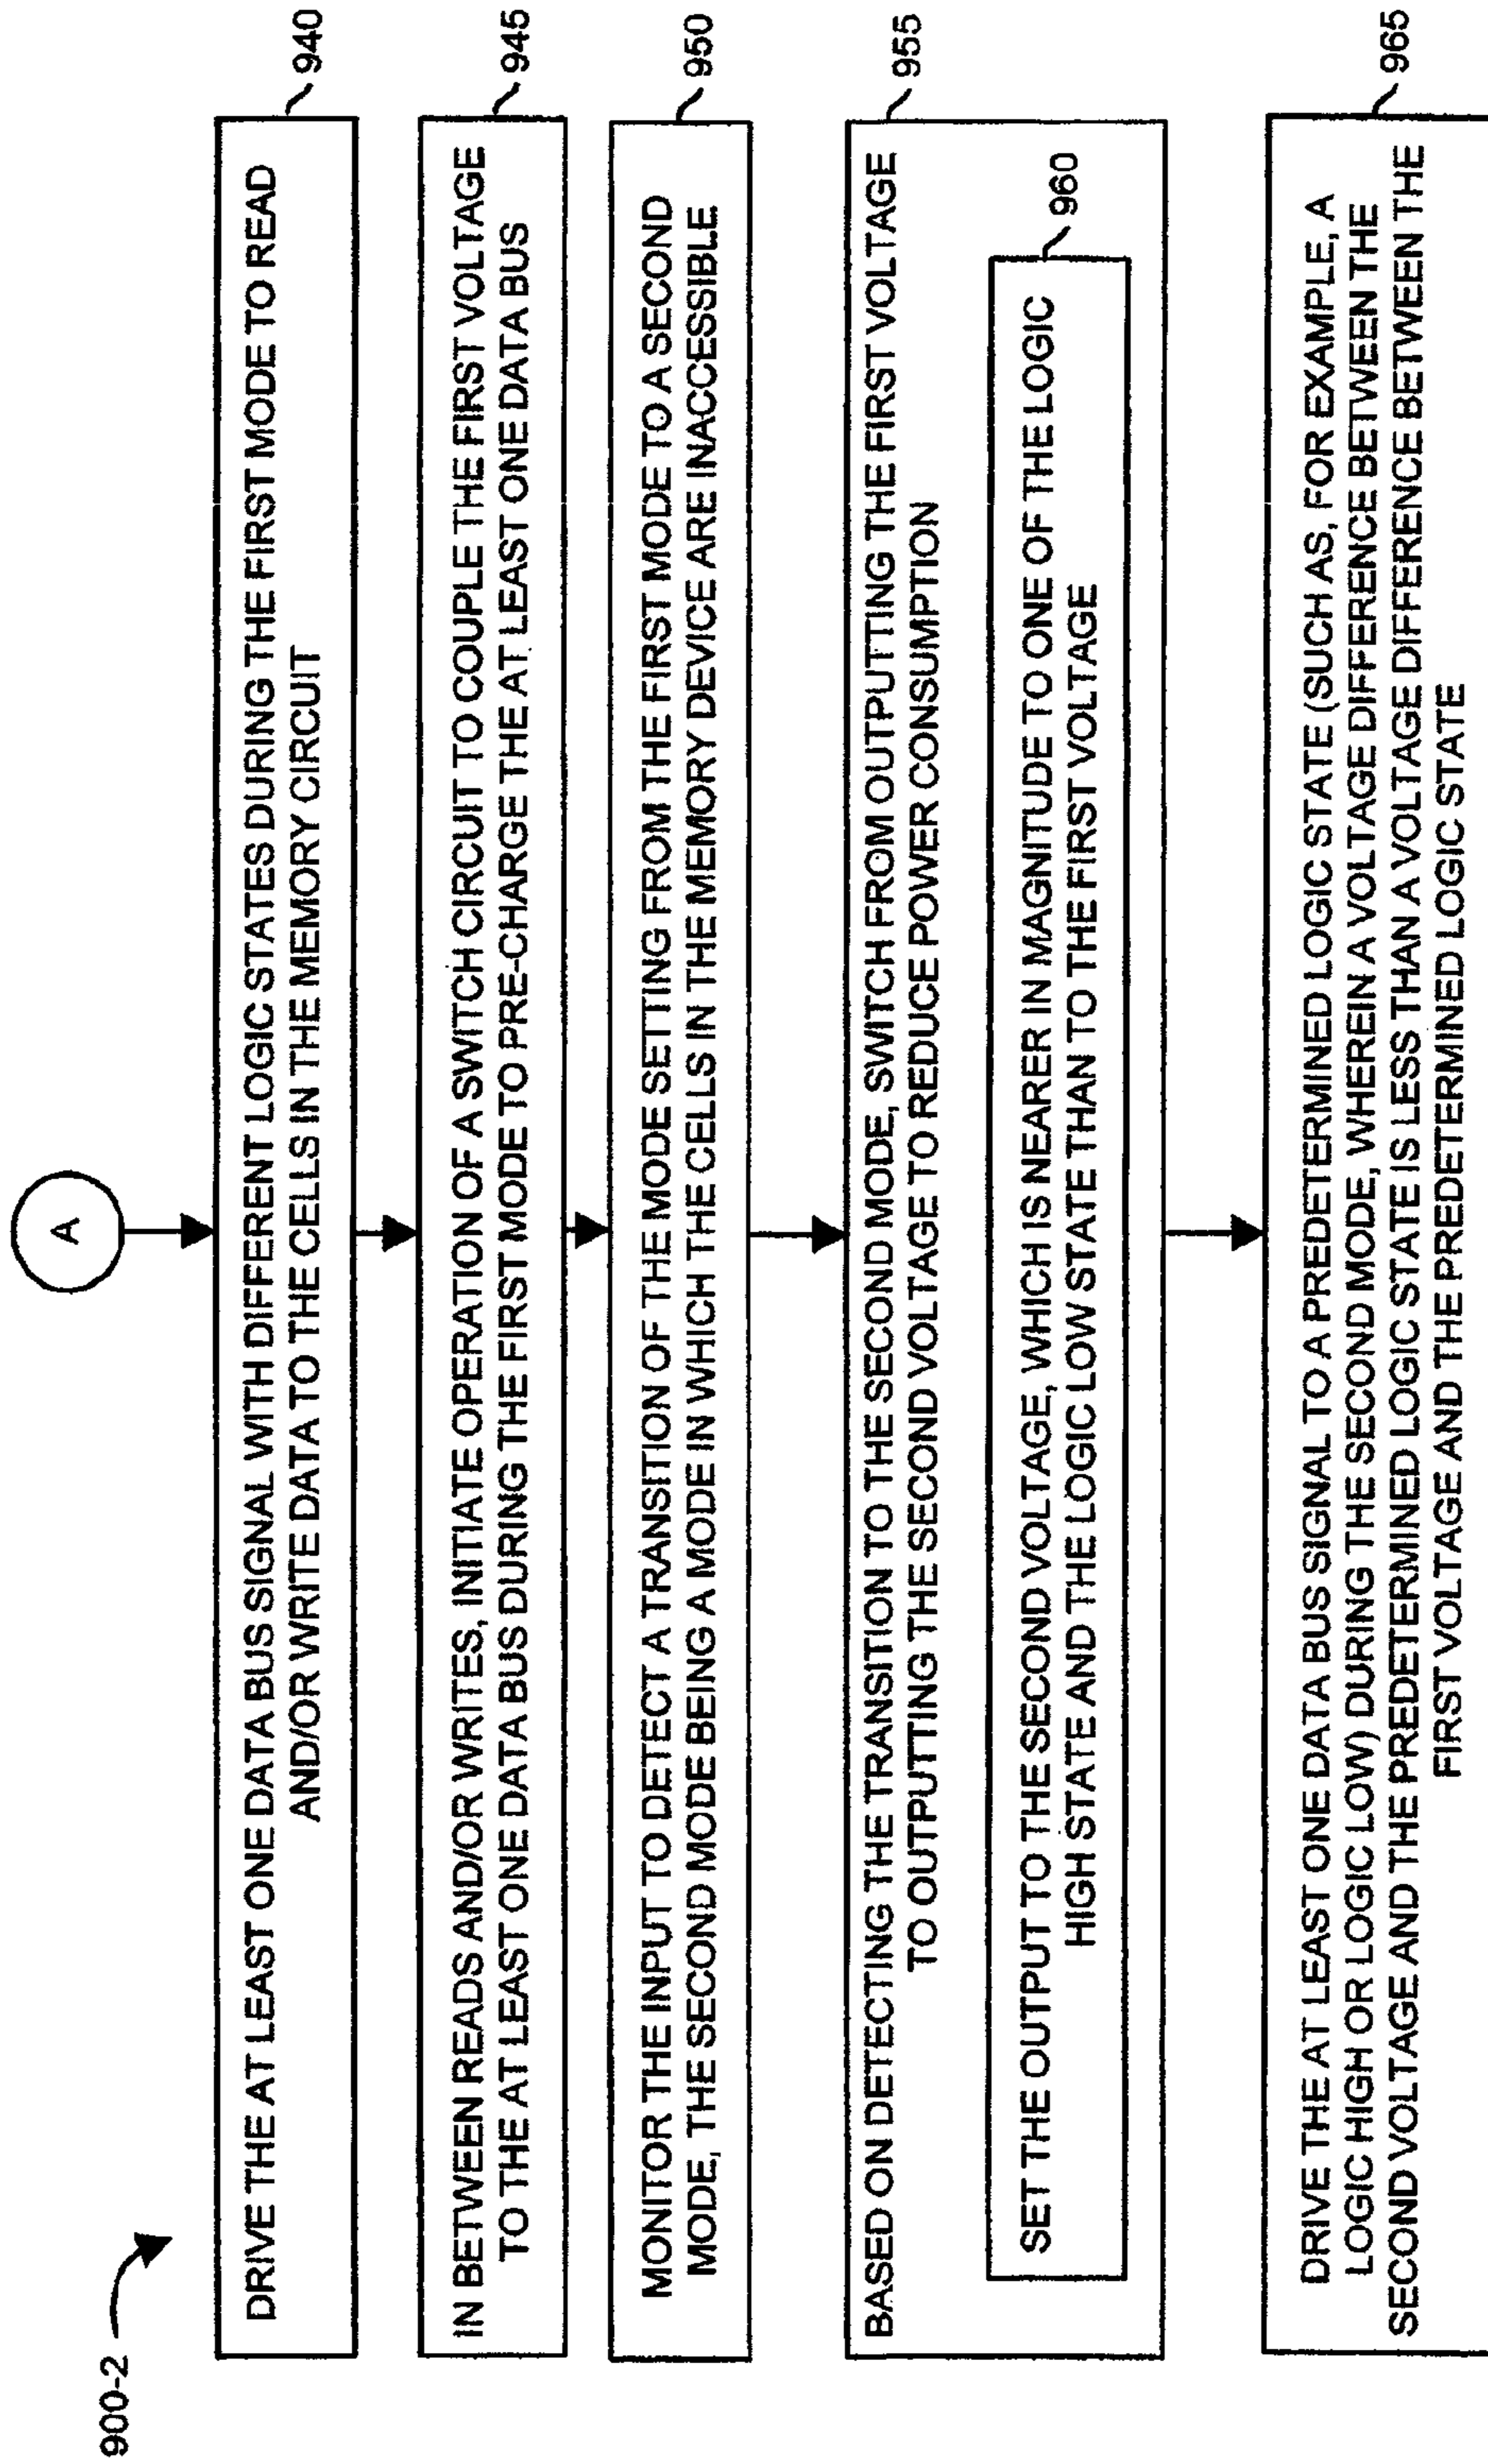 900-2
A
DRIVE THE AT LEAST ONE DATA BUS SIGNAL WITH DIFFERENT LOGIC STATES DURING THE FIRST MODE TO READ
AND/OR WRITE DATA TO THE CELLS IN THE MEMORY CIRCUIT
940
IN BETWEEN READS AND/OR WRITES, INITIATE OPERATION OF A SWITCH CIRCUIT TO COUPLE THE FIRST VOLTAGE
TO THE AT LEAST ONE DATA BUS DURING THE FIRST MODE TO PRE-CHARGE THE AT LEAST ONE DATA BUS
945
MONITOR THE INPUT TO DETECT A TRANSITION OF THE MODE SETTING FROM THE FIRST MODE TO A SECOND
MODE, THE SECOND MODE BEING A MODE IN WHICH THE CELLS IN THE MEMORY DEVICE ARE INACCESSIBLE.
950
BASED ON DETECTING THE TRANSITION TO THE SECOND MODE, SWITCH FROM OUTPUTTING THE FIRST VOLTAGE
TO OUTPUTTING THE SECOND VOLTAGE TO REDUCE POWER CONSUMPTION
955
SET THE OUTPUT TO THE SECOND VOLTAGE, WHICH IS NEARER IN MAGNITUDE TO ONE OF THE LOGIC
HIGH STATE AND THE LOGIC LOW STATE THAN TO THE FIRST VOLTAGE
960
DRIVE THE AT LEAST ONE DATA BUS SIGNAL TO A PREDETERMINED LOGIC STATE (SUCH AS, FOR EXAMPLE, A
LOGIC HIGH OR LOGIC LOW) DURING THE SECOND MODE, WHEREIN A VOLTAGE DIFFERENCE BETWEEN THE
SECOND VOLTAGE AND THE PREDETERMINED LOGIC STATE IS LESS THAN A VOLTAGE DIFFERENCE BETWEEN THE
FIRST VOLTAGE AND THE PREDETERMINED LOGIC STATE
965